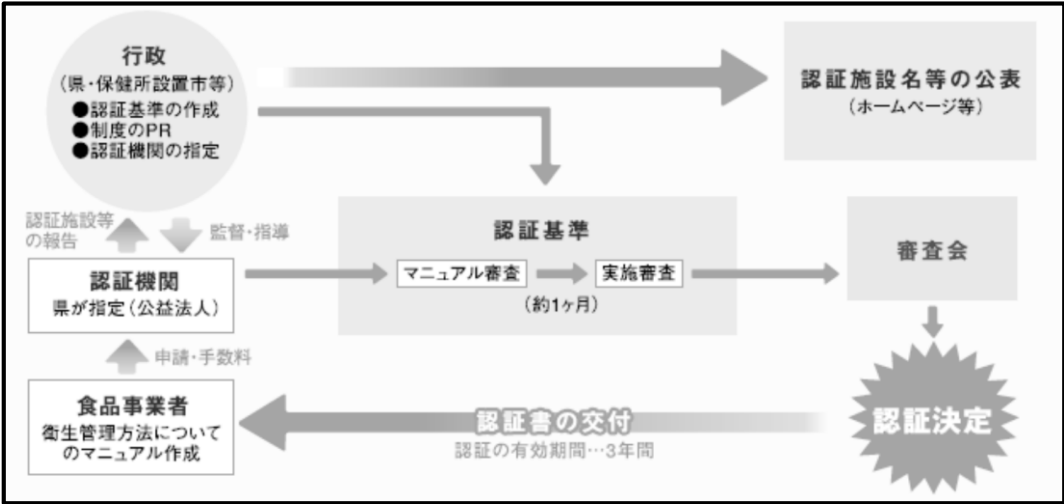 行政
(県・保健所設置市等)
●認証基準の作成
●制度のPR
●認証機関の指定
認証施設名等の公表
(ホームページ等)
認証施設等
の報告
監督・指導
認証機関
県が指定(公益法人)
認証基準
マニュアル審査
実施審査
(約1ヶ月)
審査会
申請・手数料
食品事業者
衛生管理方法について
のマニュアル作成
認証書の交付
認証の有効期間…3年間
認証決定